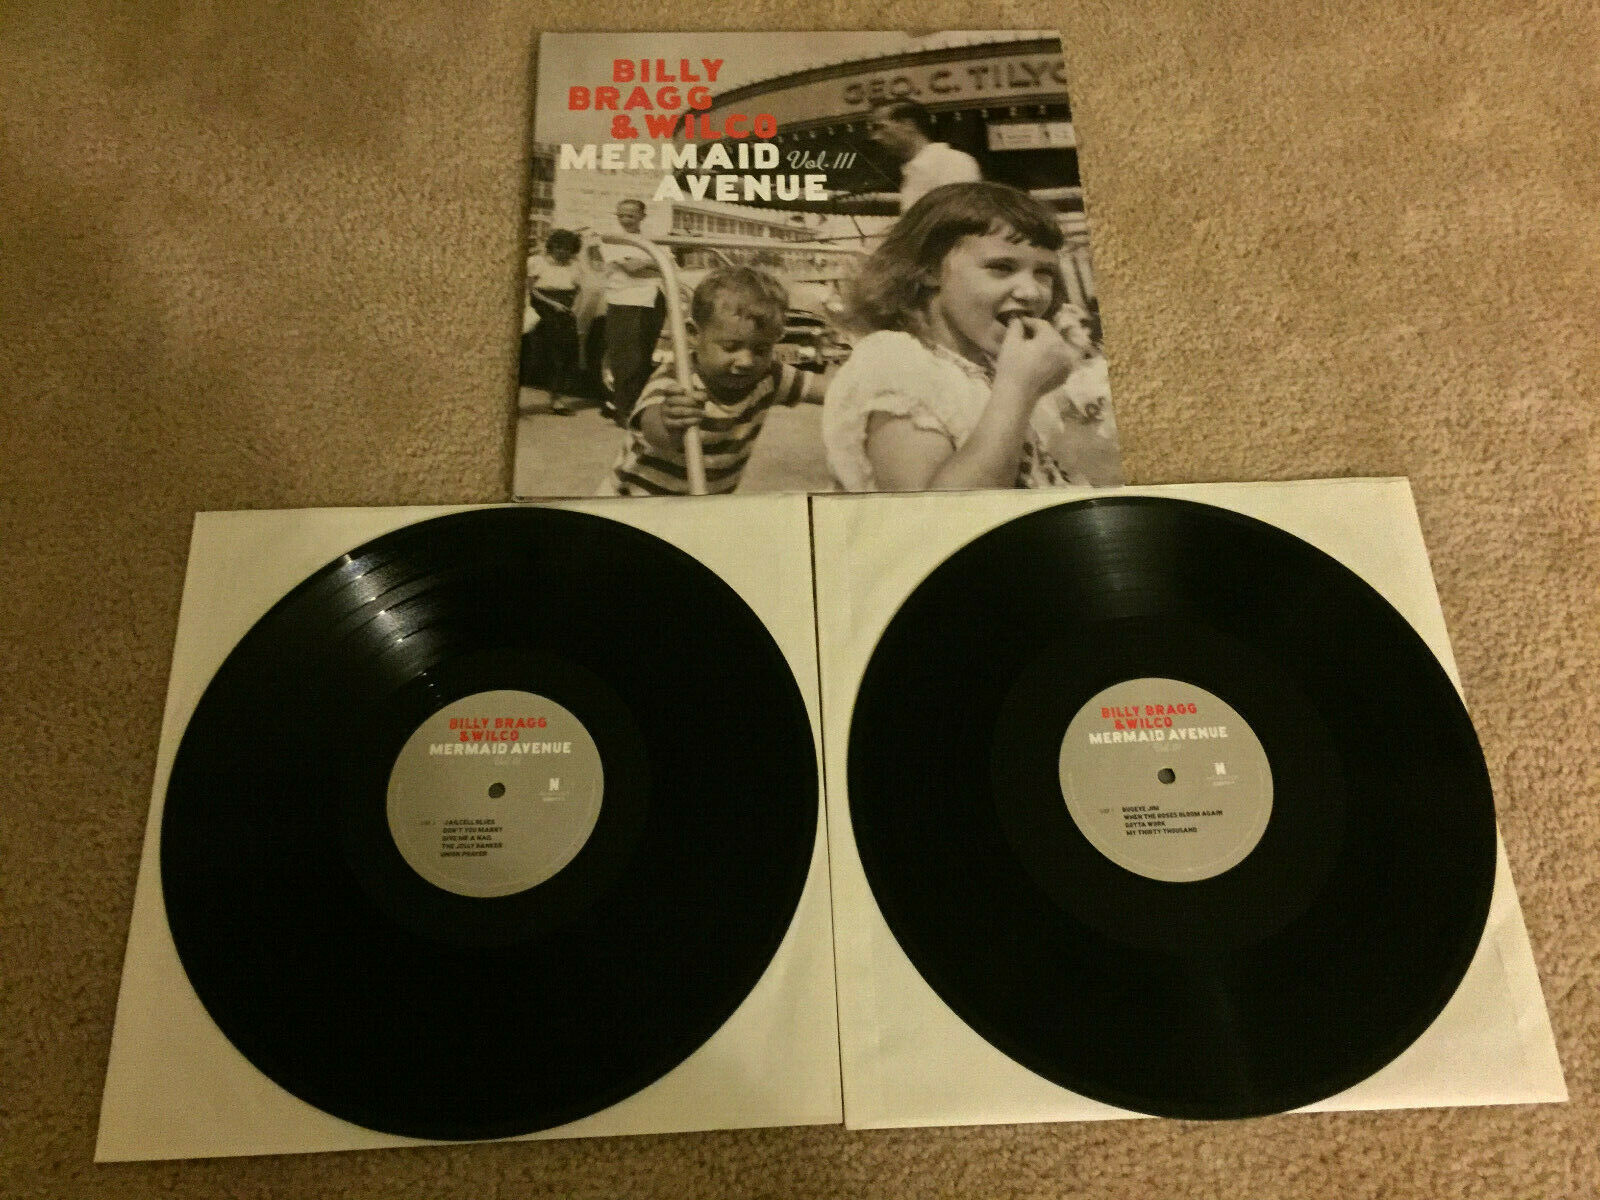 BILLY
BRAGG
& WILCO
MERMAID Vol. III
AVENUE
GEO. C. TILYO
BILLY BRAGG
& WILCO
MERMAID AVENUE
N
JAILCELL BLUES
DON'T YOU MARRY
GIVE ME A NAIL
THE JOLLY BANKER
UNION PRAYER
BILLY BRAGG
& WILCO
MERMAID AVENUE
N
BUGEYE JIM
WHEN THE ROSES BLOOM AGAIN
GOTTA WORK
MY THIRTY THOUSAND